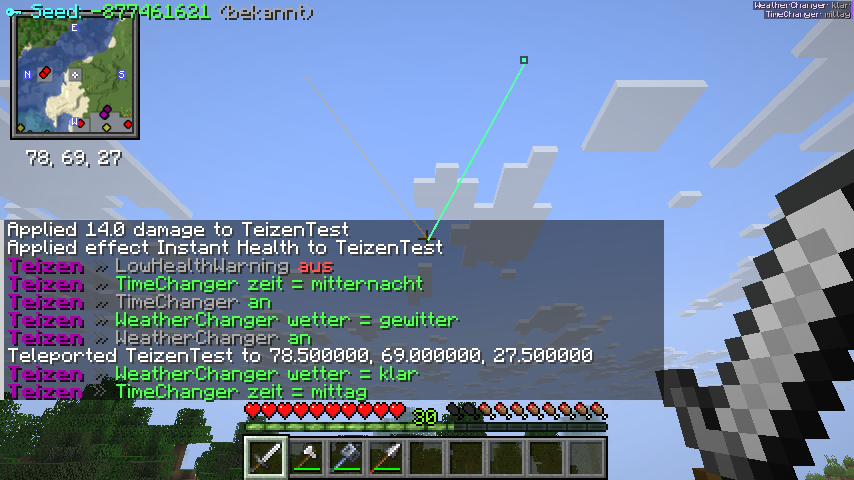 Seed: -877461621 (bekannt)
WeatherChanger klar
TimeChanger mittag
E
N
S
W
78, 69, 27
Applied 14.0 damage to TeizenTest
Applied effect Instant Health to TeizenTest
Teizen » LowHealthWarning aus
Teizen » TimeChanger zeit = mitternacht
Teizen » TimeChanger an
Teizen » WeatherChanger wetter = gewitter
Teizen » WeatherChanger an
Teleported TeizenTest to 78.500000, 69.000000, 27.500000
Teizen » WeatherChanger wetter = klar
Teizen » TimeChanger zeit = mittag
30